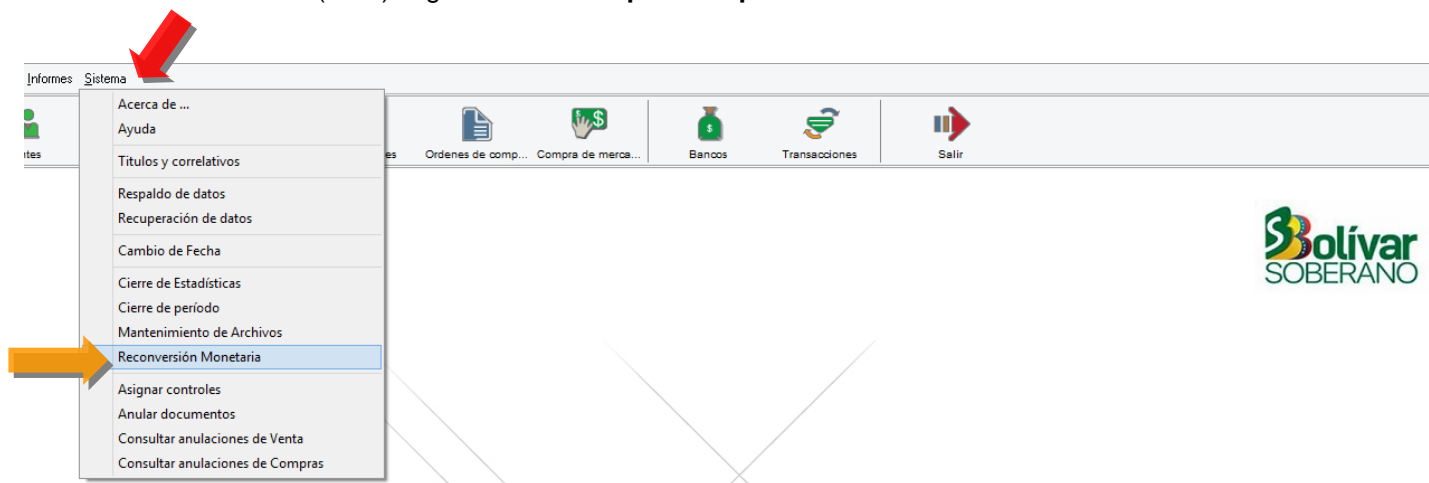 Informes Sistema
Acerca de ...
Ayuda
Titulos y correlativos
Respaldo de datos
Recuperación de datos
Cambio de Fecha
Cierre de Estadísticas
Cierre de período
Mantenimiento de Archivos
Reconversión Monetaria
Asignar controles
Anular documentos
Consultar anulaciones de Venta
Consultar anulaciones de Compras
Ordenes de comp... Compra de merca... Bancos Transacciones Salir
Bolívar
SOBERANO